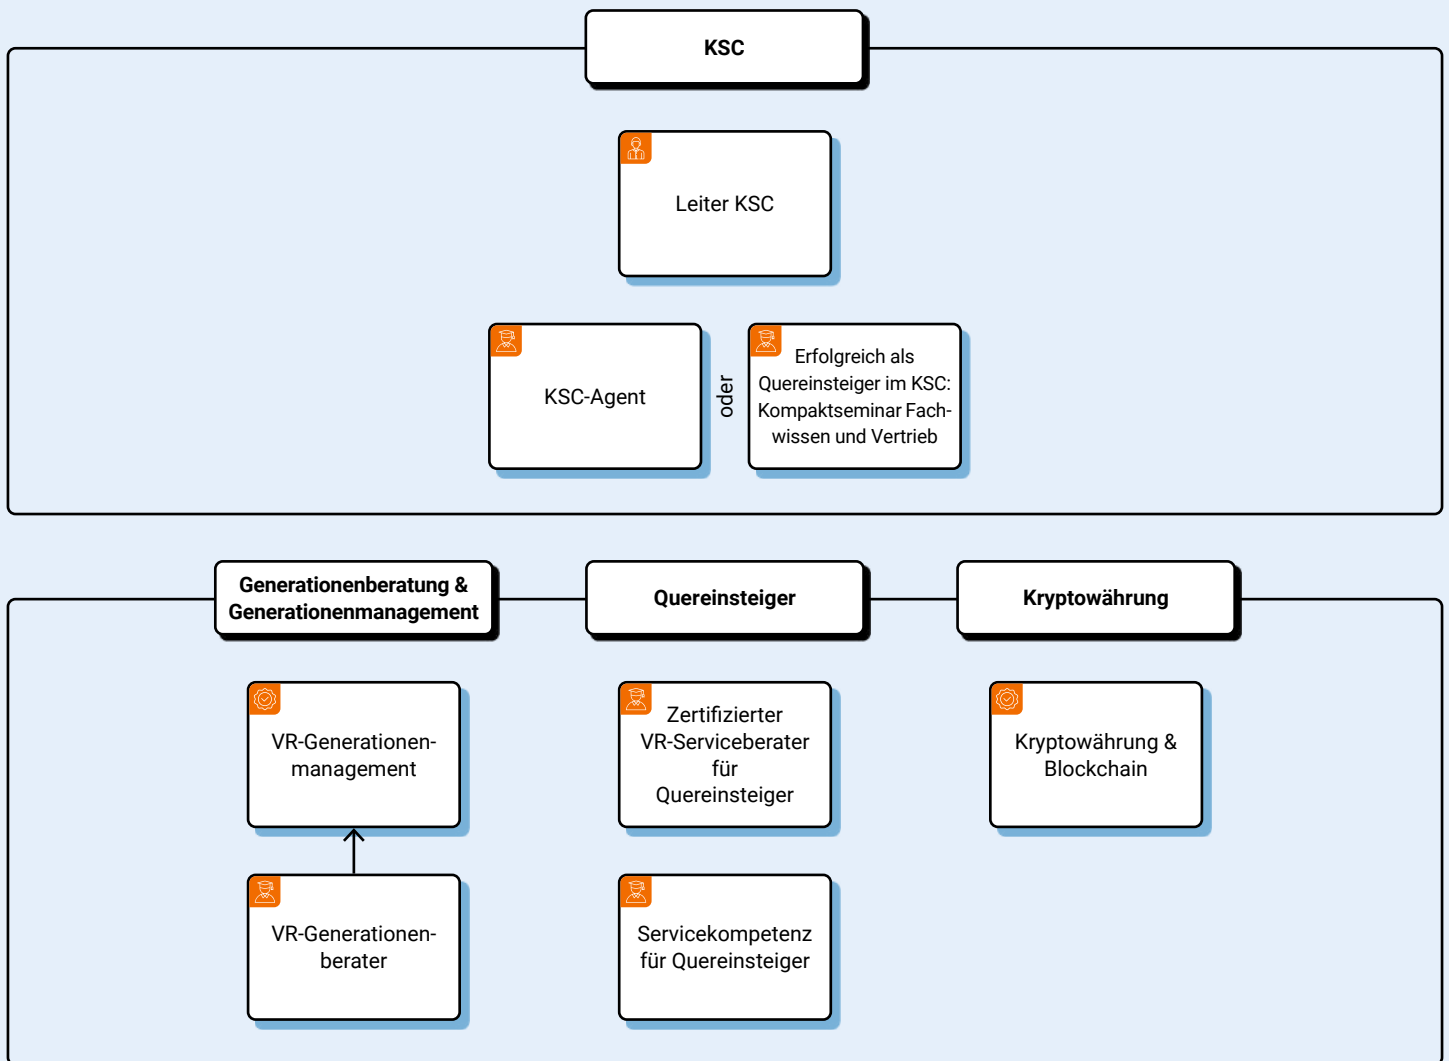 KSC
Leiter KSC
KSC-Agent
oder
Erfolgreich als
Quereinsteiger im KSC:
Kompaktseminar Fach-
wissen und Vertrieb
Generationenberatung &
Generationenmanagement
Quereinsteiger
Kryptowährung
VR-Generationen-
management
Zertifizierter
VR-Serviceberater
für
Quereinsteiger
Kryptowährung &
Blockchain
VR-Generationen-
berater
Servicekompetenz
für Quereinsteiger